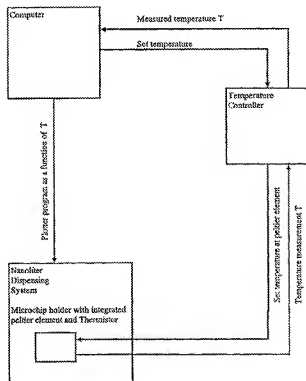 Computer
Measured temperature T
Set temperature
Temperature
Controller
Plotter program as a function of T
Set temperature at peltier element
Temperature measurement T
Nanoliter
Dispensing
System
Microchip holder with integrated
peltier element and Thermistor